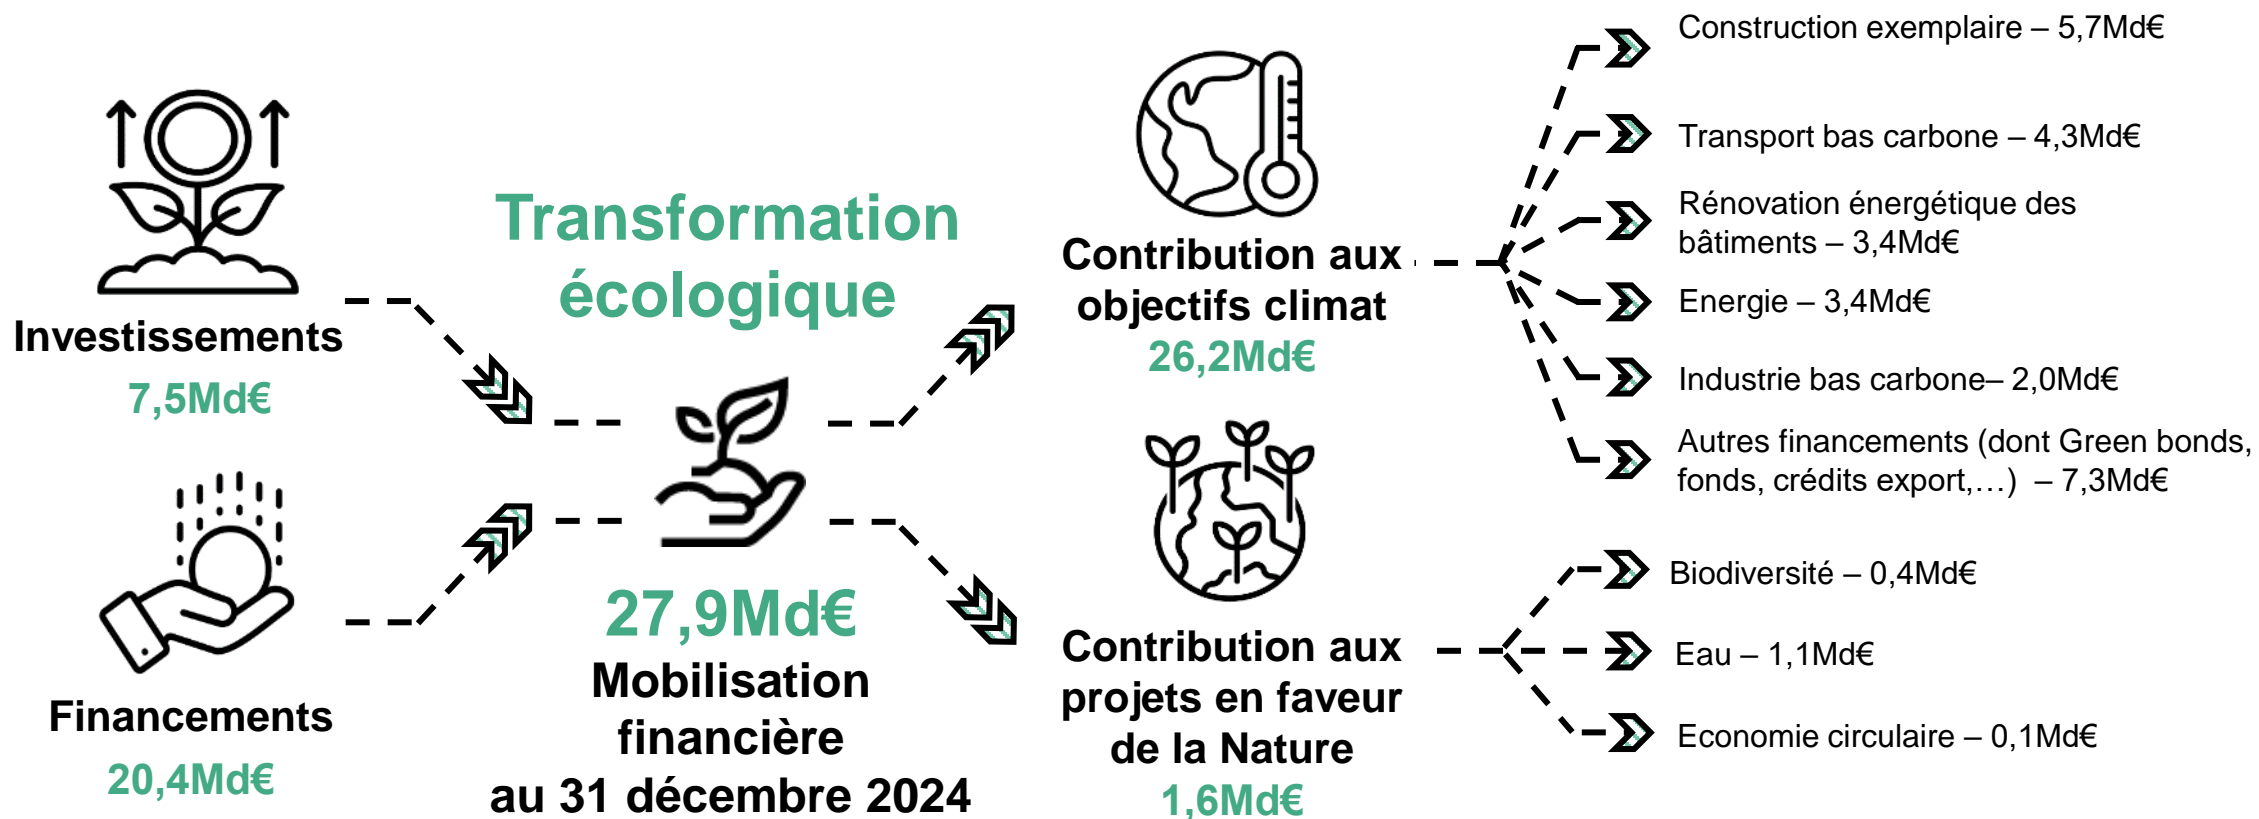 Transformation
écologique
Investissements
7,5Md€
Financements
20,4Md€
27,9Md€
Mobilisation
financière
au 31 décembre 2024
Contribution aux
objectifs climat
26,2Md€
Construction exemplaire – 5,7Md€
Transport bas carbone – 4,3Md€
Rénovation énergétique des
bâtiments – 3,4Md€
Energie – 3,4Md€
Industrie bas carbone– 2,0Md€
Autres financements (dont Green bonds,
fonds, crédits export,…) – 7,3Md€
Contribution aux
projets en faveur
de la Nature
1,6Md€
Biodiversité – 0,4Md€
Eau – 1,1Md€
Economie circulaire – 0,1Md€